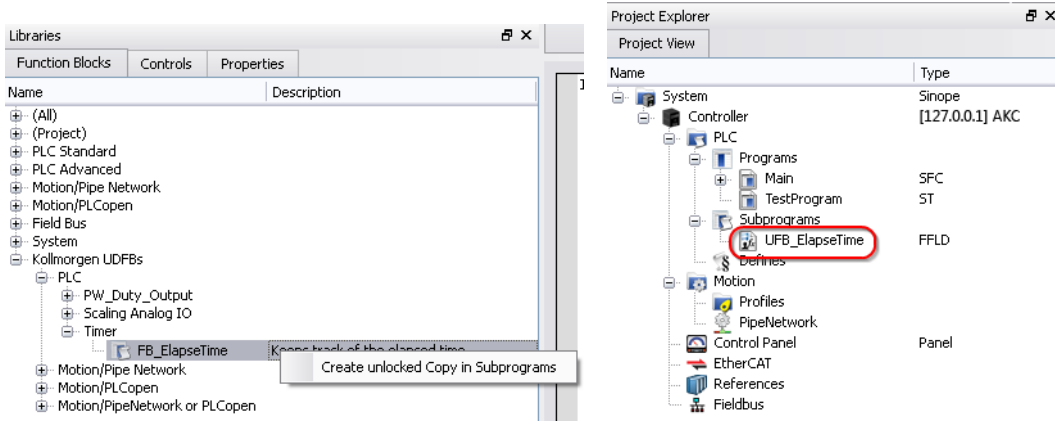 Libraries
Function Blocks Controls Properties
Name Description
(All)
(Project)
PLC Standard
PLC Advanced
Motion/Pipe Network
Motion/PLCopen
Field Bus
System
Kollmorgen UDFBs
PLC
PW_Duty_Output
Scaling Analog IO
Timer
FB_ElapseTime Keeps track of the elapsed time
Create unlocked Copy in Subprograms
Motion/Pipe Network
Motion/PLCopen
Motion/PipeNetwork or PLCopen
Project Explorer
Project View
Name Type
System Sinope
Controller [127.0.0.1] AKC
PLC
Programs
Main SFC
TestProgram ST
Subprograms
UFB_ElapseTime FFLD
Defines
Motion
Profiles
PipeNetwork
Control Panel Panel
EtherCAT
References
Fieldbus